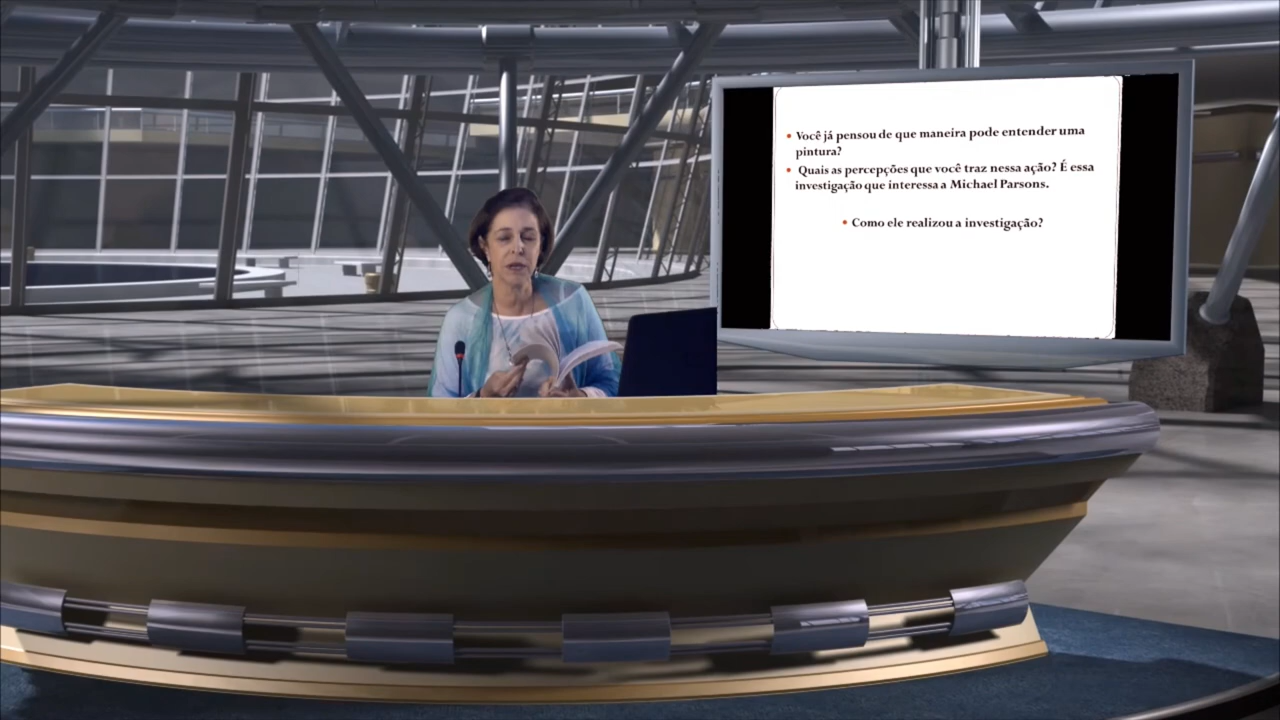 • Você já pensou de que maneira pode entender uma
pintura?
• Quais as percepções que você traz nessa ação? É essa
investigação que interessa a Michael Parsons.
• Como ele realizou a investigação?